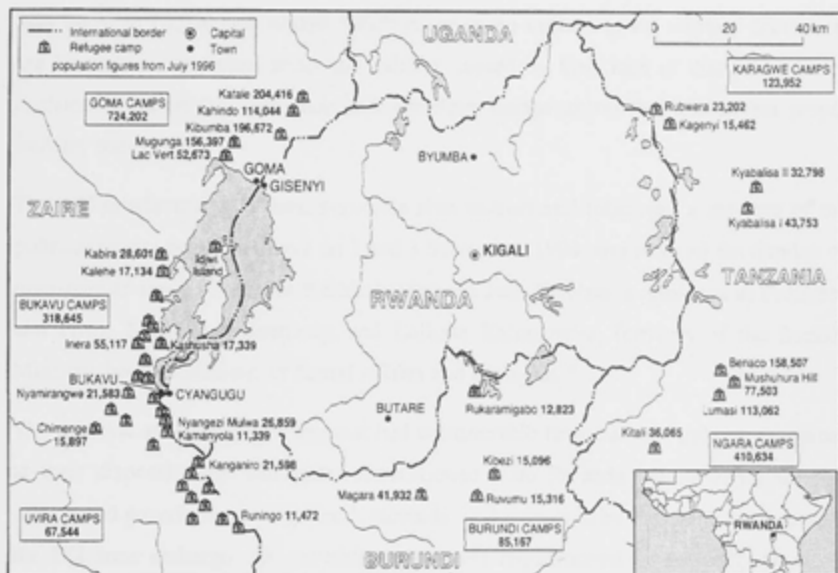 International border
Refugee camp
Capital
Town
population figures from July 1996
UGANDA
0 20 40 km
GOMA CAMPS
724,202
KARAGWE CAMPS
123,952
Katale 204,416
Kahindo 114,044
Kibumba 196,672
Mugunga 156,397
Lac Vert 52,673
GOMA
GISENYI
Rubwera 23,202
Kagenyi 15,462
BYUMBA
Kyabalisa II 32,798
Kyabalisa I 43,753
ZAIRE
Kabira 28,601
Kalehe 17,134
Idjwi
Island
KIGALI
TANZANIA
RWANDA
BUKAVU CAMPS
318,645
Inera 55,117
Kashusha 17,339
BUKAVU
Nyamirangwe 21,583
CYANGUGU
Chimenge
15,897
Nyangezi Mulwa 26,859
Kamanyola 11,339
BUTARE
Rukaramigabo 12,823
Benaco 158,507
Mushuhura Hill
77,503
Lumasi 113,062
Kitali 36,065
NGARA CAMPS
410,634
Kanganiro 21,598
Kibezi 15,096
Magara 41,932
Ruvumu 15,316
UVIRA CAMPS
67,544
Runingo 11,472
BURUNDI CAMPS
85,167
BURUNDI
RWANDA